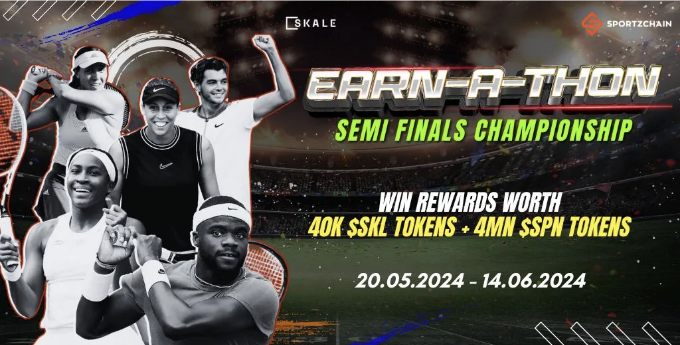 SKALE
SPORTZCHAIN
EARN-A-THON
SEMI FINALS CHAMPIONSHIP
WIN REWARDS WORTH
40K $SKL TOKENS + 4MN $SPN TOKENS
20.05.2024 - 14.06.2024